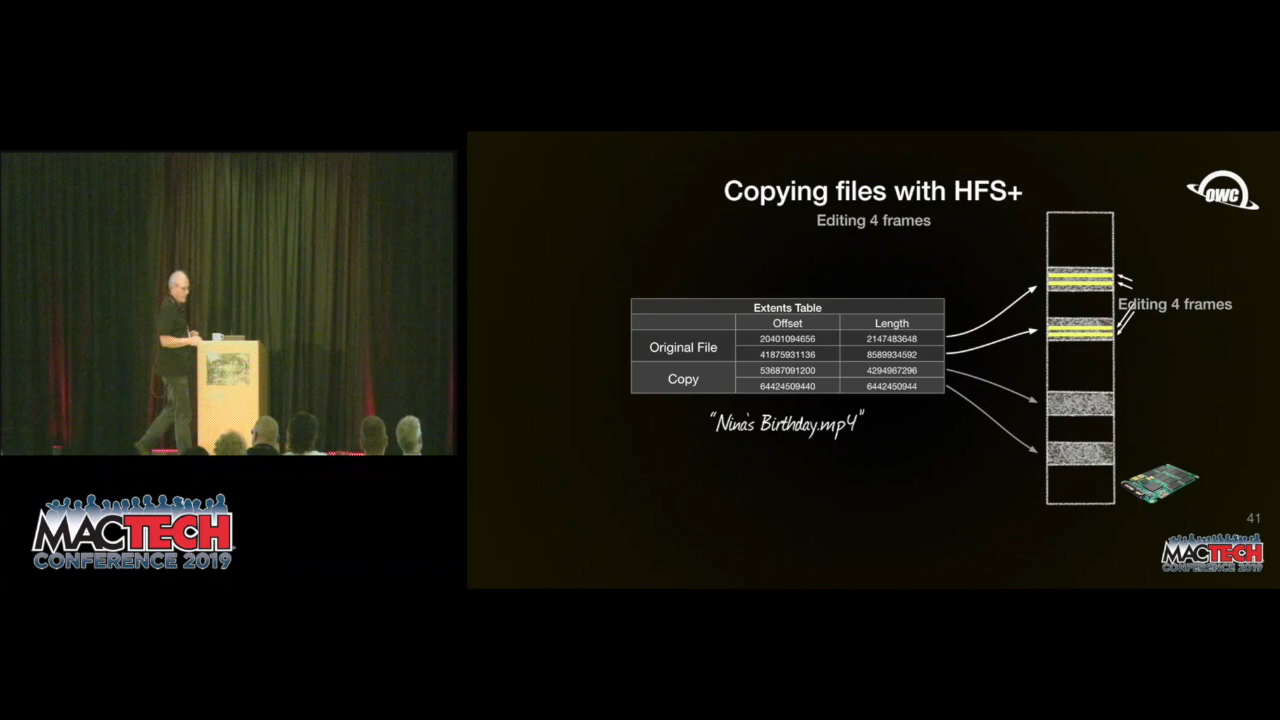 Copying files with HFS+
Editing 4 frames
OWC
Extents Table
Offset Length
Original File
20401094656 2147483648
41875931136 8589934592
Copy
53687091200 4294967296
64424509440 6442450944
"Nina's Birthday.mp4"
Editing 4 frames
41
MACTECH
CONFERENCE 2019
MACTECH
CONFERENCE 2019